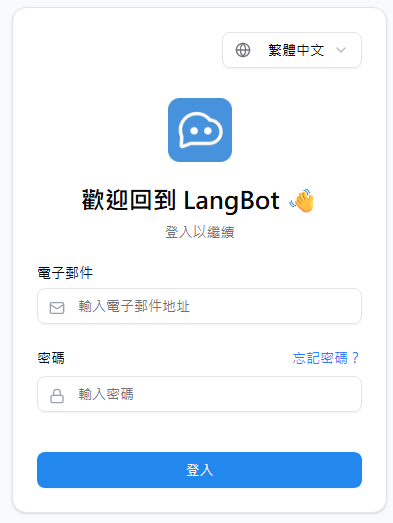 繁體中文
歡迎回到 LangBot 👋
登入以繼續
電子郵件
輸入電子郵件地址
密碼 忘記密碼？
輸入密碼
登入